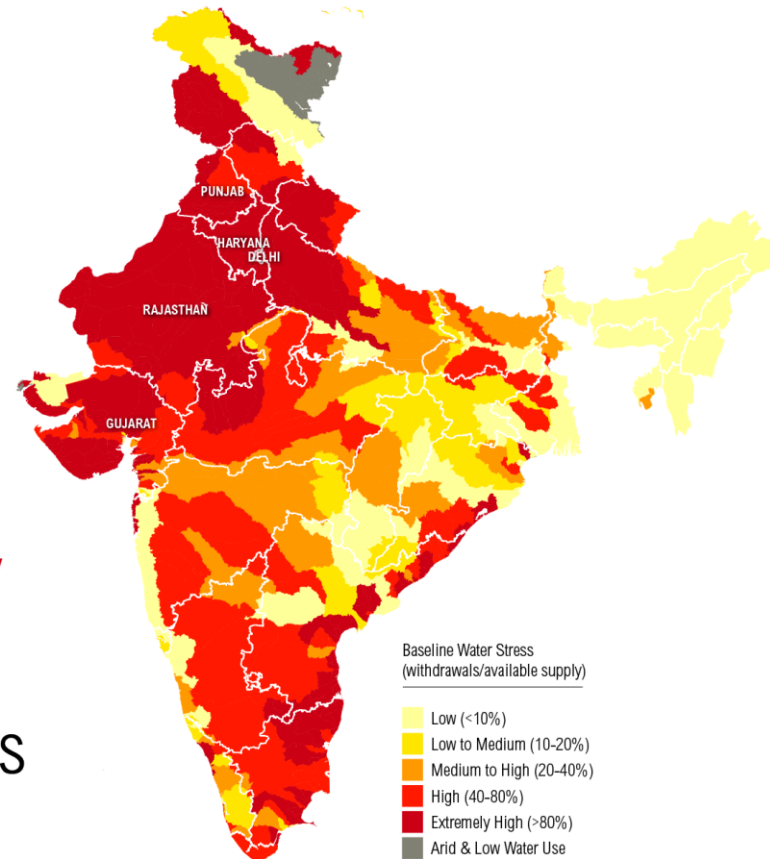 PUNJAB
HARYANA
DELHI
RAJASTHAN
GUJARAT
S
Baseline Water Stress
(withdrawals/available supply)
Low (<10%)
Low to Medium (10-20%)
Medium to High (20-40%)
High (40-80%)
Extremely High (>80%)
Arid & Low Water Use